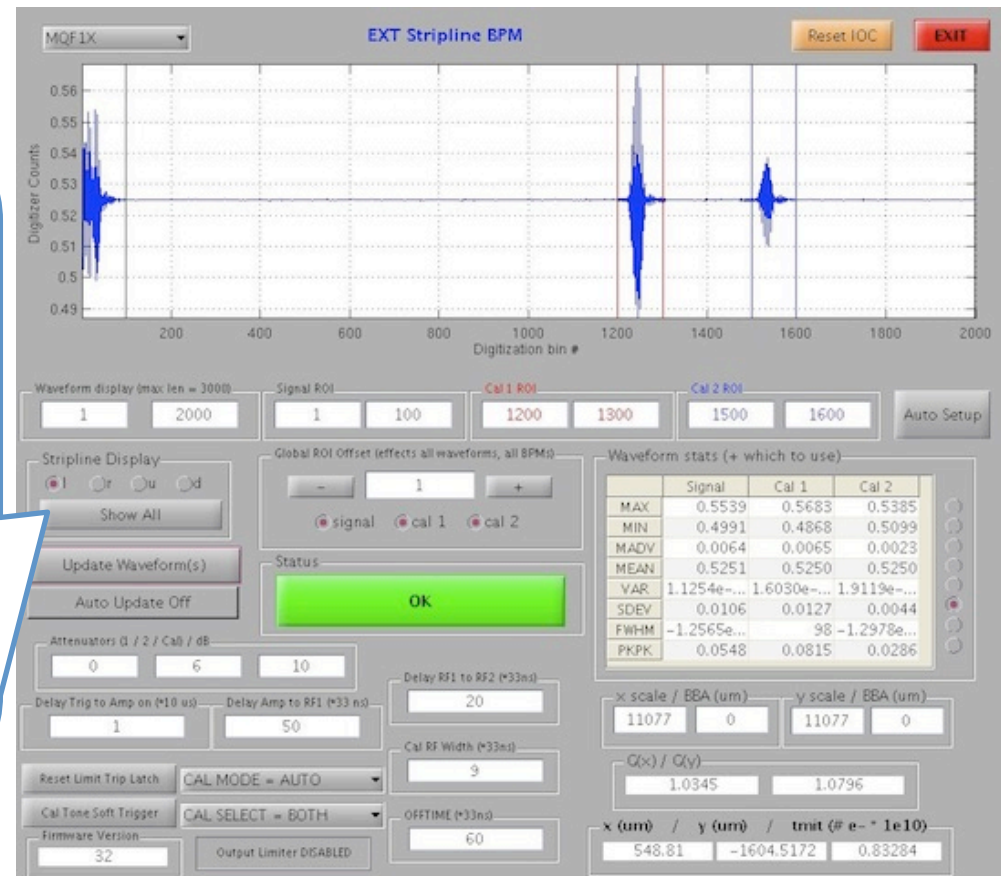 MQF1X
EXT Stripline BPM
Reset IOC
EXIT
Digitizer Counts
0.56
0.55
0.54
0.53
0.52
0.51
0.5
0.49
200 400 600 800 1000 1200 1400 1600 1800 2000
Digitization bin #
Waveform display (max len = 3000)
1 2000
Signal ROI
1 100
Cal 1 ROI
1200 1300
Cal 2 ROI
1500 1600
Auto Setup
Stripline Display
l r u d
Show All
Update Waveform(s)
Auto Update Off
Global ROI Offset (effects all waveforms, all BPMs)
- 1 +
signal cal 1 cal 2
Status
OK
Waveform stats (+ which to use)
Signal Cal 1 Cal 2
MAX 0.5539 0.5683 0.5385
MIN 0.4991 0.4868 0.5099
MADV 0.0064 0.0065 0.0023
MEAN 0.5251 0.5250 0.5250
VAR 1.1254e-... 1.6030e-... 1.9119e-...
SDEV 0.0106 0.0127 0.0044
FWHM -1.2565e... 98 -1.2978e...
PKPK 0.0548 0.0815 0.0286
Attenuators (1 / 2 / Cal) / dB
0 6 10
Delay Trig to Amp on (*10 us)
1
Delay Amp to RF1 (*33 ns)
50
Delay RF1 to RF2 (*33ns)
20
Cal RF Width (*33ns)
9
OFFTIME (*33ns)
60
Reset Limit Trip Latch
CAL MODE = AUTO
Cal Tone Soft Trigger
CAL SELECT = BOTH
Firmware Version
32
Output Limiter DISABLED
x scale / BBA (um)
11077 0
y scale / BBA (um)
11077 0
G(x) / G(y)
1.0345 1.0796
x (um) / y (um) / tmit (# e- * 1e10)
548.81 -1604.5172 0.83284